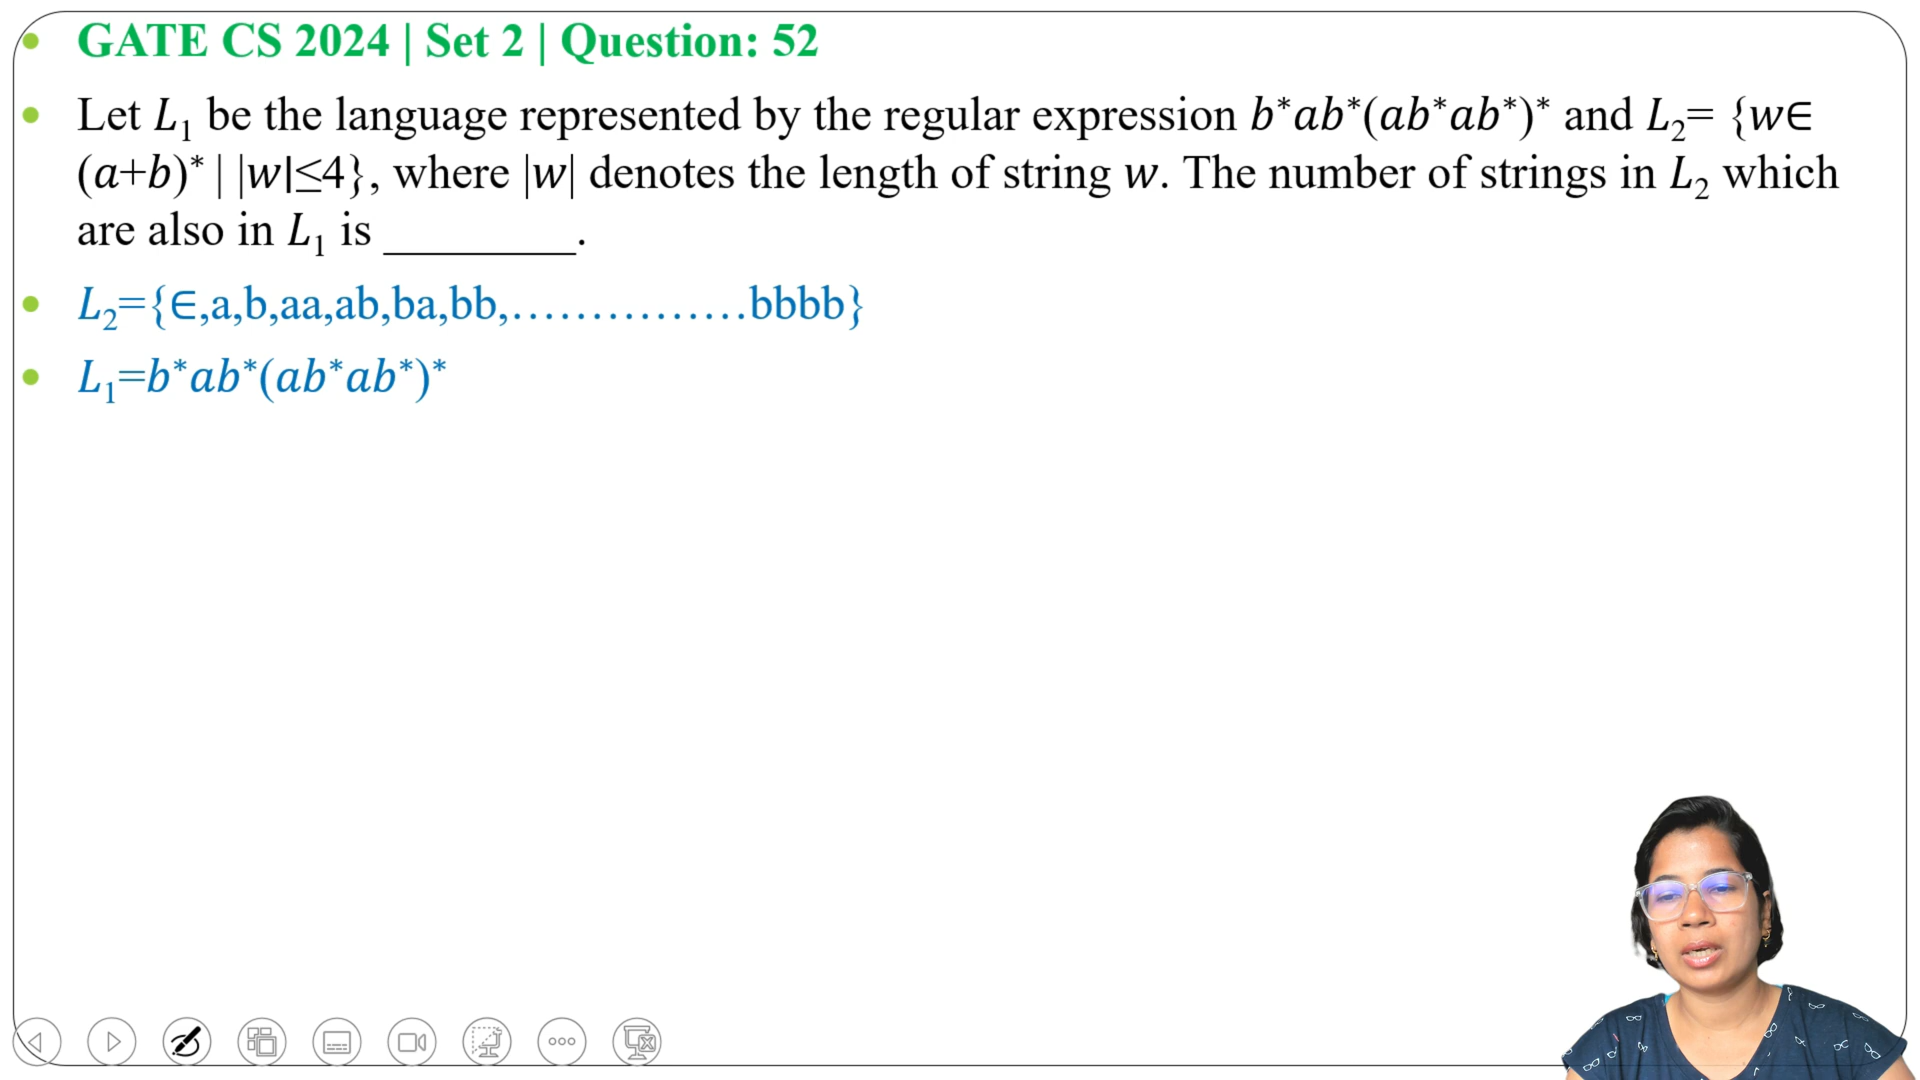 GATE CS 2024 | Set 2 | Question: 52
Let L₁ be the language represented by the regular expression b*ab*(ab*ab*)* and L₂= {w∈
(a+b)* | |w|≤4}, where |w| denotes the length of string w. The number of strings in L₂ which
are also in L₁ is _________.
L₂={∈,a,b,aa,ab,ba,bb,……………bbbb}
L₁=b*ab*(ab*ab*)*